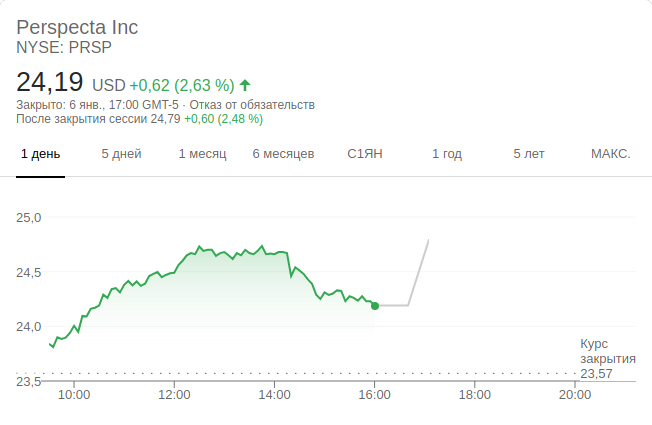 Perspecta Inc
NYSE: PRSP
24,19 USD +0,62 (2,63 %)
Закрыто: 6 янв., 17:00 GMT-5 · Отказ от обязательств
После закрытия сессии 24,79 +0,60 (2,48 %)
1 день 5 дней 1 месяц 6 месяцев С1ЯН 1 год 5 лет МАКС.
25,0
24,5
24,0
Курс
закрытия
23,57
23,5
10:00 12:00 14:00 16:00 18:00 20:00